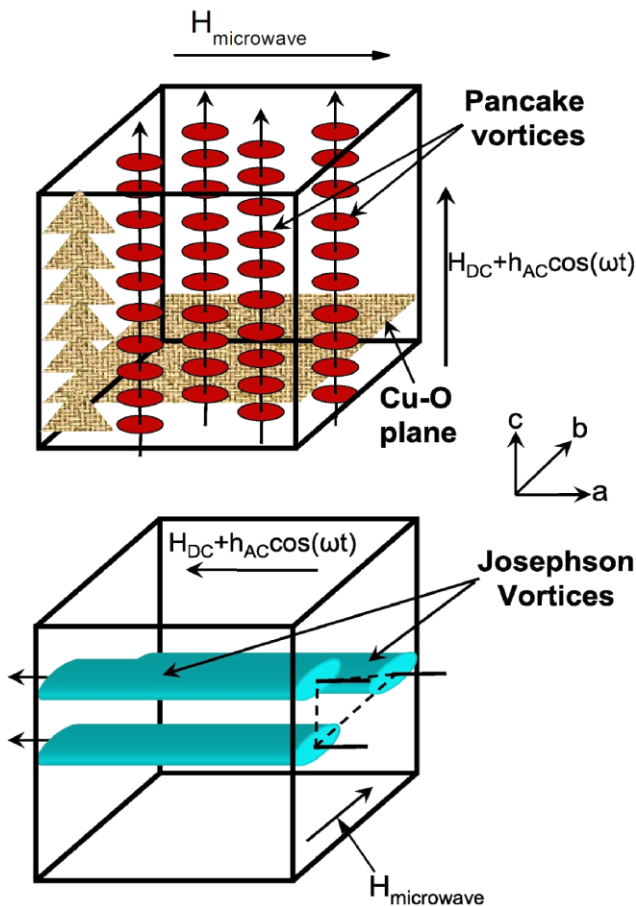 H_microwave
Pancake
vortices
H_DC+h_ACcos(ωt)
Cu-O
plane
c
b
a
H_DC+h_ACcos(ωt)
Josephson
Vortices
H_microwave